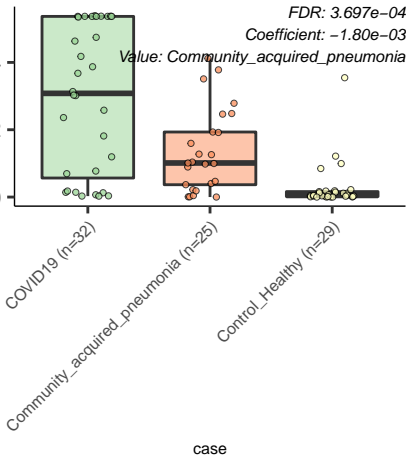 FDR: 3.697e−04
Coefficient: −1.80e−03
Value: Community_acquired_pneumonia
COVID19 (n=32)
Community_acquired_pneumonia (n=25)
Control_Healthy (n=29)
case